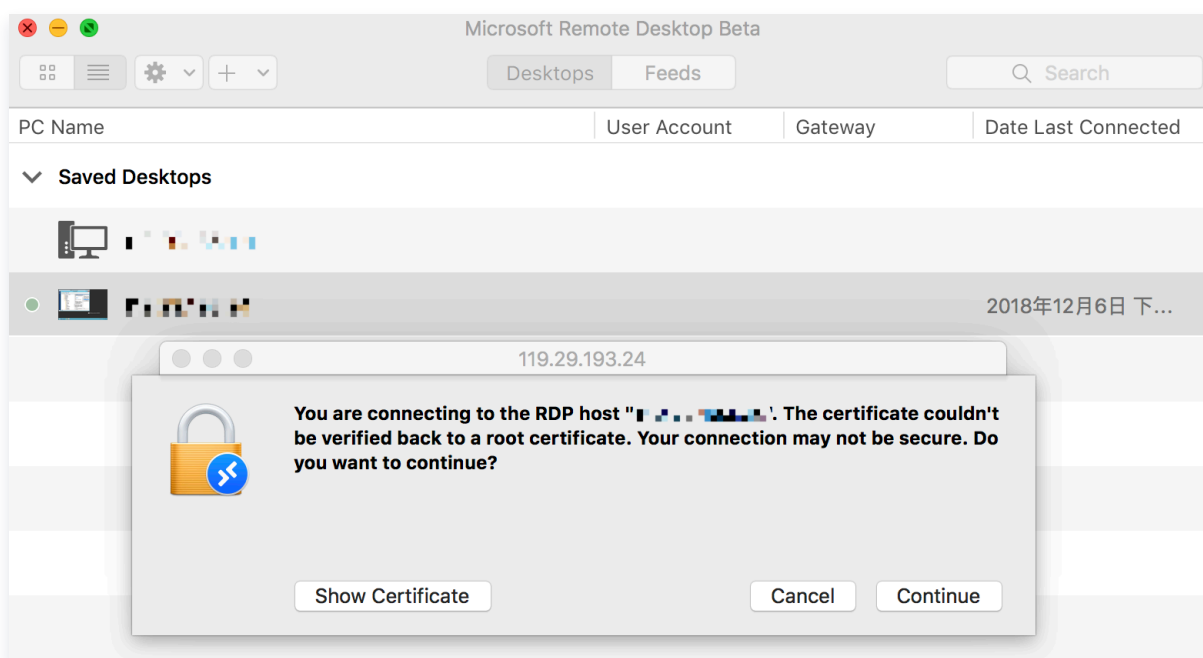 Microsoft Remote Desktop Beta
Desktops Feeds Search
PC Name User Account Gateway Date Last Connected
Saved Desktops
2018年12月6日 下...
119.29.193.24
You are connecting to the RDP host "
'. The certificate couldn't
be verified back to a root certificate. Your connection may not be secure. Do
you want to continue?
Show Certificate Cancel Continue